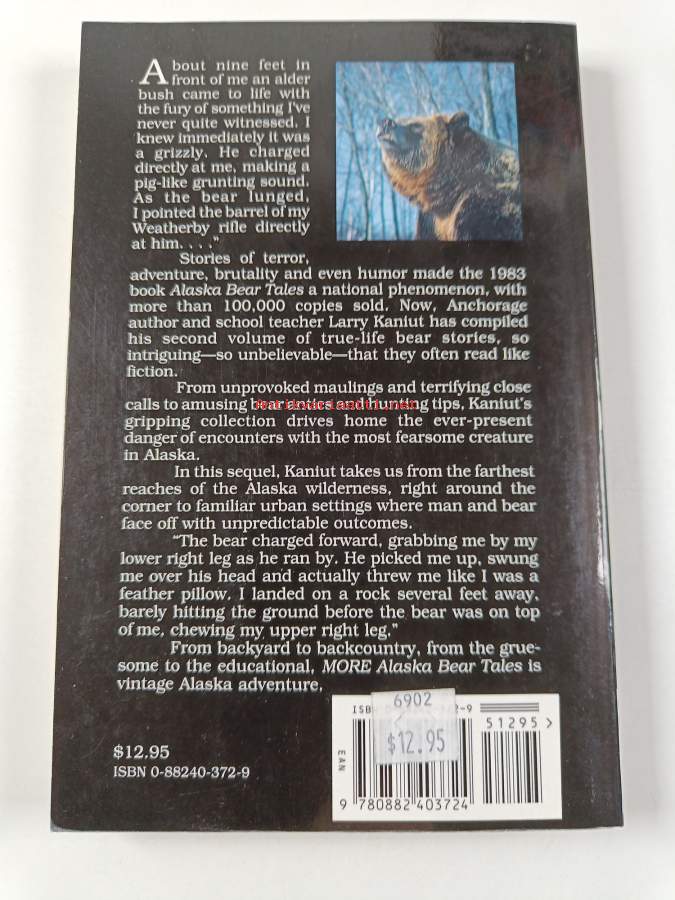 About nine feet in
front of me an alder
bush came to life with
the fury of something I've
never quite witnessed. I
knew immediately it was
a grizzly. He charged
directly at me, making a
pig-like grunting sound.
As the bear lunged,
I pointed the barrel of my
Weatherby rifle directly
at him. . . ."
Stories of terror,
adventure, brutality and even humor made the 1983
book Alaska Bear Tales a national phenomenon, with
more than 100,000 copies sold. Now, Anchorage
author and school teacher Larry Kaniut has compiled
his second volume of true-life bear stories, so
intriguing—so unbelievable—that they often read like
fiction.
From unprovoked maulings and terrifying close
calls to amusing bear antics and hunting tips, Kaniut's
gripping collection drives home the ever-present
danger of encounters with the most fearsome creature
in Alaska.
In this sequel, Kaniut takes us from the farthest
reaches of the Alaska wilderness, right around the
corner to familiar urban settings where man and bear
face off with unpredictable outcomes.
"The bear charged forward, grabbing me by my
lower right leg as he ran by. He picked me up, swung
me over his head and actually threw me like I was a
feather pillow. I landed on a rock several feet away,
barely hitting the ground before the bear was on top
of me, chewing my upper right leg."
From backyard to backcountry, from the grue-
some to the educational, MORE Alaska Bear Tales is
vintage Alaska adventure.
$12.95
ISBN 0-88240-372-9
6902
$12.95
51295>
EAN
9 780882 403724